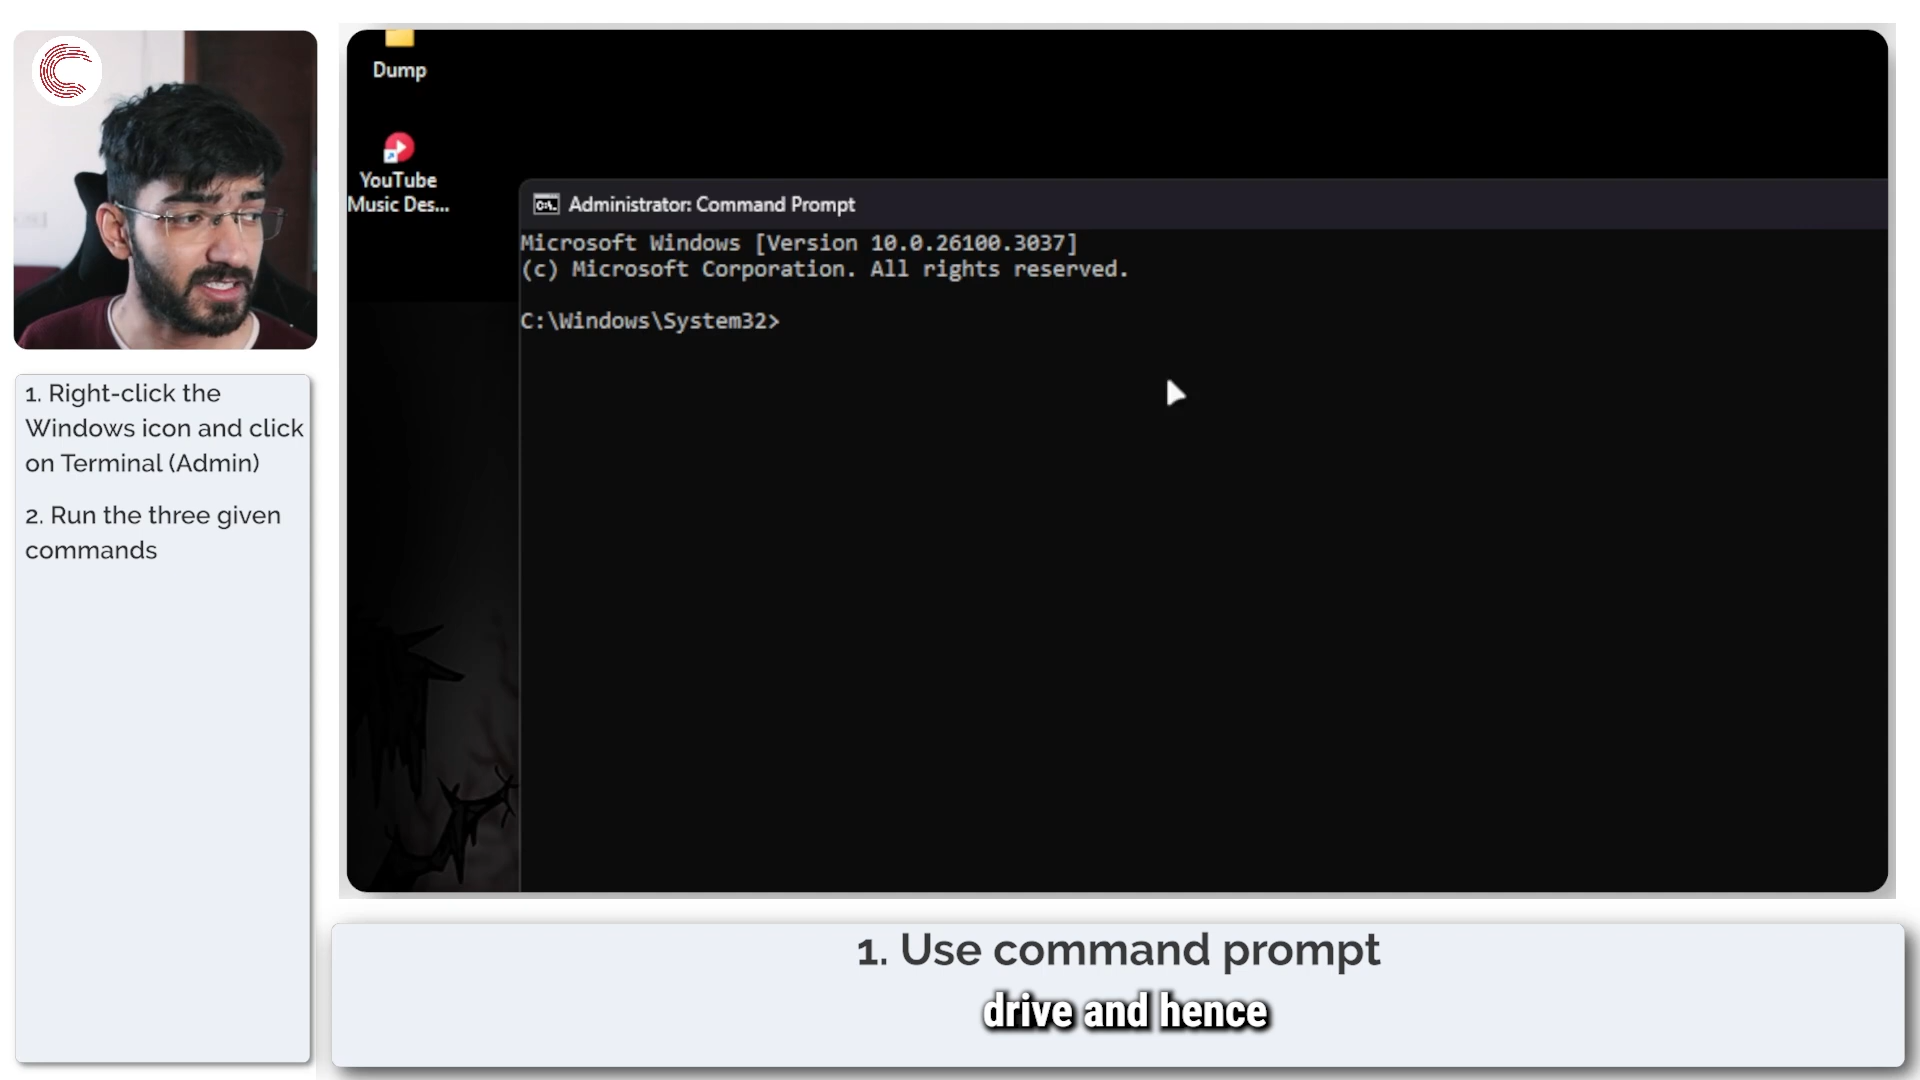 Dump
YouTube
Music Des...
Administrator: Command Prompt
Microsoft Windows [Version 10.0.26100.3037]
(c) Microsoft Corporation. All rights reserved.
C:\Windows\System32>
1. Right-click the
Windows icon and click
on Terminal (Admin)
2. Run the three given
commands
1. Use command prompt
drive and hence